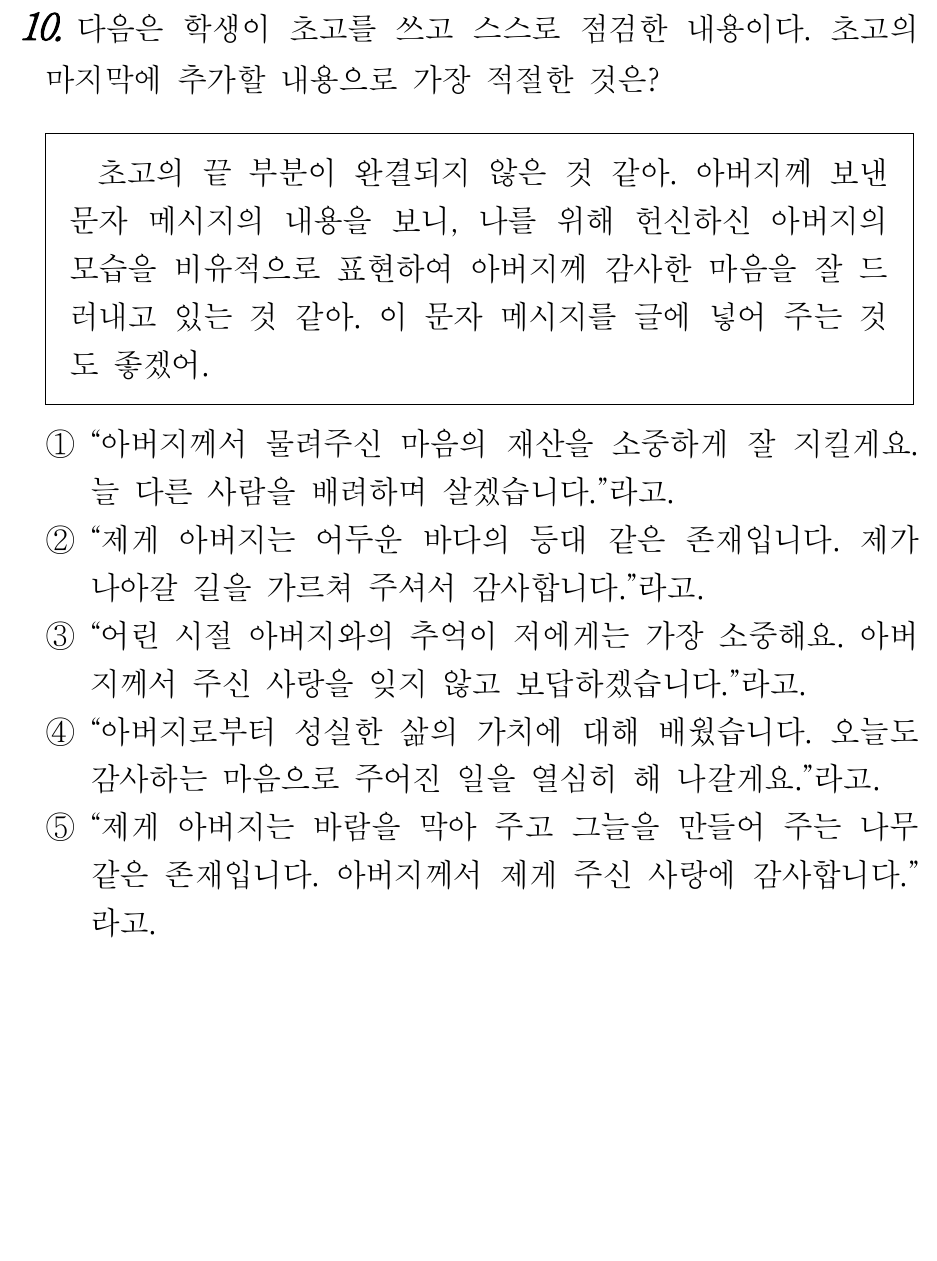 10. 다음은 학생이 초고를 쓰고 스스로 점검한 내용이다. 초고의
마지막에 추가할 내용으로 가장 적절한 것은?
초고의 끝 부분이 완결되지 않은 것 같아. 아버지께 보낸
문자 메시지의 내용을 보니, 나를 위해 헌신하신 아버지의
모습을 비유적으로 표현하여 아버지께 감사한 마음을 잘 드
러내고 있는 것 같아. 이 문자 메시지를 글에 넣어 주는 것
도 좋겠어.
① “아버지께서 물려주신 마음의 재산을 소중하게 잘 지킬게요.
늘 다른 사람을 배려하며 살겠습니다.”라고.
② “제게 아버지는 어두운 바다의 등대 같은 존재입니다. 제가
나아갈 길을 가르쳐 주셔서 감사합니다.”라고.
③ “어린 시절 아버지와의 추억이 저에게는 가장 소중해요. 아버
지께서 주신 사랑을 잊지 않고 보답하겠습니다.”라고.
④ “아버지로부터 성실한 삶의 가치에 대해 배웠습니다. 오늘도
감사하는 마음으로 주어진 일을 열심히 해 나갈게요.”라고.
⑤ “제게 아버지는 바람을 막아 주고 그늘을 만들어 주는 나무
같은 존재입니다. 아버지께서 제게 주신 사랑에 감사합니다.”
라고.